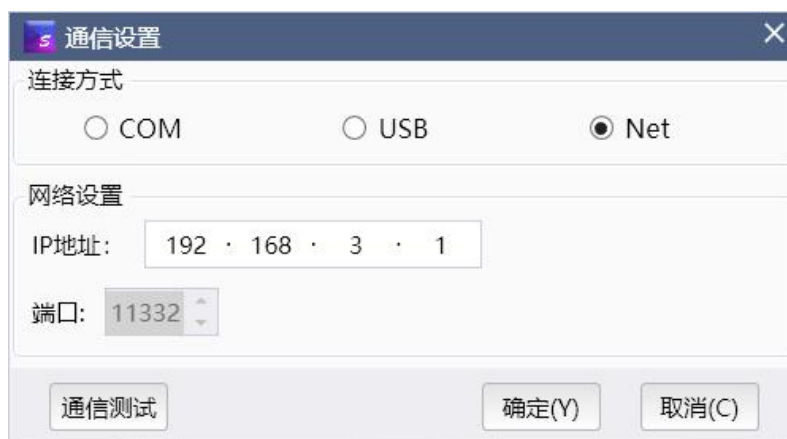 S 通信设置
连接方式
COM USB Net
网络设置
IP地址: 192 · 168 · 3 · 1
端口: 11332
通信测试 确定(Y) 取消(C)